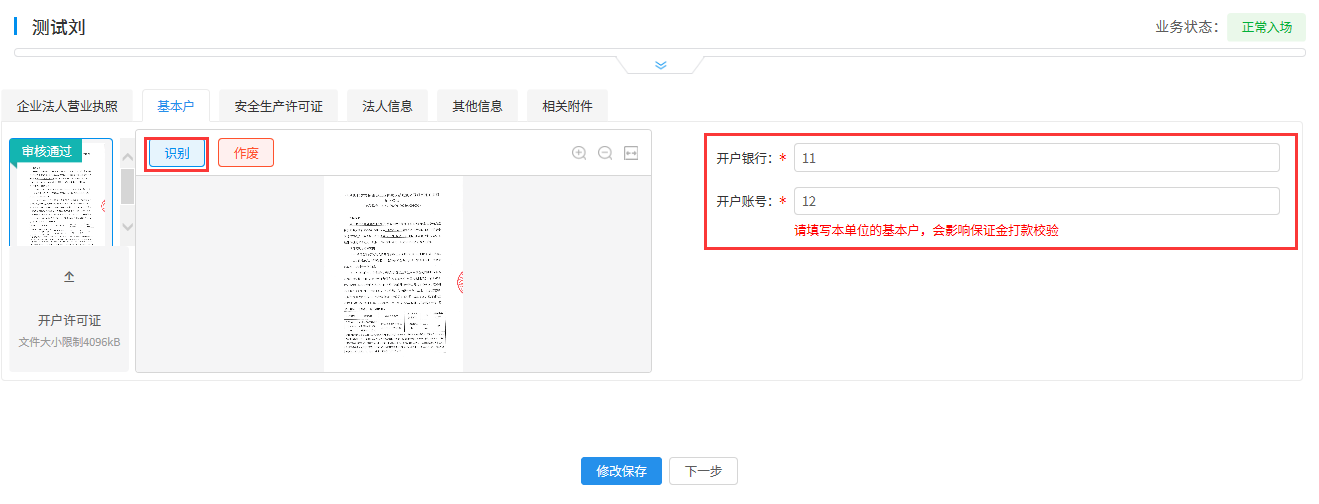 测试刘
业务状态：
正常入场
企业法人营业执照
基本户
安全生产许可证
法人信息
其他信息
相关附件
审核通过
识别
作废
开户银行：*
11
开户账号：*
12
请填写本单位的基本户，会影响保证金打款校验
开户许可证
文件大小限制4096kB
修改保存
下一步